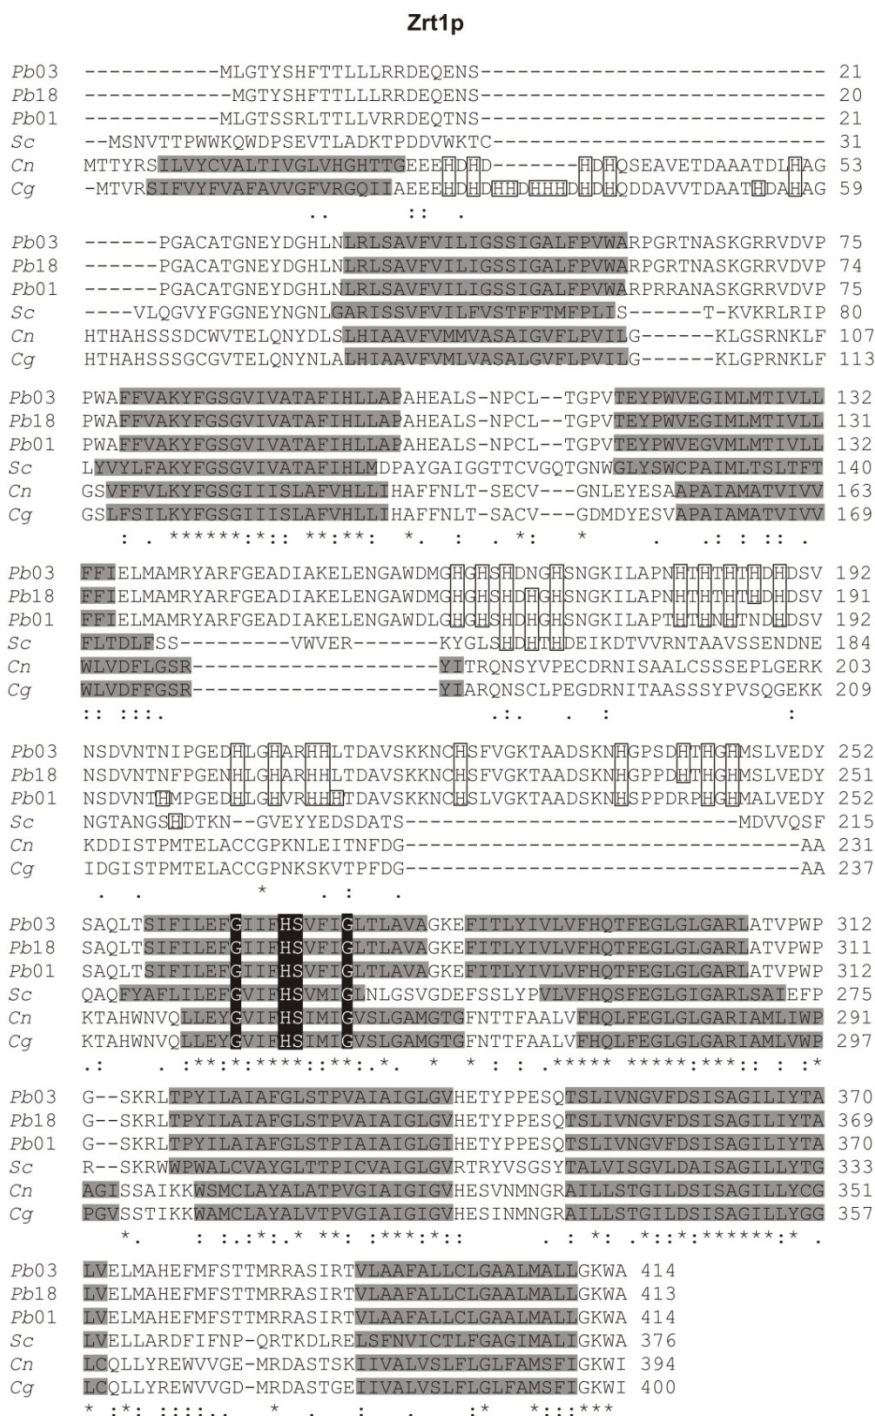 Zrt1p
Pb03 -----------MLGTYSHFTTLLLRRDEQENS---------------------------- 21
Pb18 ------------MGTYSHFTTLLLRRDEQENS---------------------------- 20
Pb01 -----------MLGTSSRLTTLLVRRDEQTNS---------------------------- 21
Sc --MSNVTTPWWKQWDPSEVTLADKTPDDVWKTC--------------------------- 31
Cn MTTYRSILVYCVALTIVGLVHGHTTGEEEHDHD-------HDHQSEAVETDAAATDLHAG 53
Cg -MTVRSIFVYFVAFAVVGFVRGQIIAEEEHDHDHHDHHHDHDHQDDAVVTDAATHDAHAG 59
.. :: .
Pb03 ------PGACATGNEYDGHLNLRLSAVFVILIGSSIGALFPVWARPGRTNASKGRRVDVP 75
Pb18 ------PGACATGNEYDGHLNLRLSAVFVILIGSSIGALFPVWARPGRTNASKGRRVDVP 74
Pb01 ------PGACATGNEYDGHLNLRLSAVFVILIGSSIGALFPVWARPRRANASKGRRVDVP 75
Sc ----VLQGVYFGGNEYNGNLGARISSVFVILFVSTFFTMFPLIS-------T-KVKRLRIP 80
Cn HTHAHSSSDCWVTELQNYDLSLHIAAVFVMMVASAIGVFLPVILG------KLGSRNKLF 107
Cg HTHAHSSSGCGVTELQNYNLALHIAAVFVMLVASALGVFLPVILG------KLGPRNKLF 113
Pb03 PWAFFVAKYFGSGVIVATAFIHLLAPAHEALS-NPCL--TGPVTEYPWVEGIMLMTIVLL 132
Pb18 PWAFFVAKYFGSGVIVATAFIHLLAPAHEALS-NPCL--TGPVTEYPWVEGIMLMTIVLL 131
Pb01 PWAFFVAKYFGSGVIVATAFIHLLAPAHEALS-NPCL--TGPVTEYPWVEGVMLMTIVLL 132
Sc LYVYLFAKYFGSGVIVATAFIHLMDPAYGAIGGTTCVGQTGNWGLYSWCPAIMLTSLTFT 140
Cn GSVFFVLKYFGSGIIISLAFVHLLIHAFFNLT-SECV---GNLEYESAAPAIAMATVIVV 163
Cg GSLFSILKYFGSGIIISLAFVHLLIHAFFNLT-SACV---GDMDYESVAPAIAMATVIVV 169
: . ******:*:: **:**: *. : *: * . .: : :.
Pb03 FFIELMAMRYARFGEADIAKELENGAWDMGHGHSHDNGHSNGKILAPNHTHTHTHDHDSV 192
Pb18 FFIELMAMRYARFGEADIAKELENGAWDMGHGHSHDHGHSNGKILAPNHTHTHTHDHDSV 191
Pb01 FFIELMAMRYARFGEADIAKELENGAWDLGHGHSHDHGHSNGKILAPTHTHTHNHTNDHDSV 192
Sc FLTDLFSS--------VWVER-------KYGLSHDHTHDEIKDTVVRNTAAVSSENDNE 184
Cn WLVDFLGSR--------------------YITRQNSYVPECDRNISAALCSSSEPLGERK 203
Cg WLVDFFGSR--------------------YIARQNSCLPEGDRNITAASSSYPVSQGEKK 209
:: :::. .:. . : :
Pb03 NSDVNTNIPGEDHLGHARHHLTDAVSKKNCHSFVGKTAADSKNHGPSDHTHGHMSLVEDY 252
Pb18 NSDVNTNFPGENHLGHARHHLTDAVSKKNCHSFVGKTAADSKNHGPPDHTHGHMSLVEDY 251
Pb01 NSDVNTHMPGEDHLGHVRHHHTDAVSKKNCHSLVGKTAADSKNHSPPDRPHGHMALVEDY 252
Sc NGTANGSHDTKN--GVEYYEDSDATS---------------------------MDVVQSF 215
Cn KDDISTPMTELACCGPKNLEITNFDG--------------------------------AA 231
Cg IDGISTPMTELACCGPNKSKVTPFDG--------------------------------AA 237
. . * . : .
Pb03 SAQLTSIFILEFGIIFHSVFIGLTLAVAGKEFITLYIVLVFHQTFEGLGLGARLATVPWP 312
Pb18 SAQLTSIFILEFGIIFHSVFIGLTLAVAGKEFITLYIVLVFHQTFEGLGLGARLATVPWP 311
Pb01 SAQLTSIFILEFGIIFHSVFIGLTLAVAGKEFITLYIVLVFHQTFEGLGLGARLATVPWP 312
Sc QAQFYAFLILEFGVIFHSVMIGLNLGSVGDEFSSLYPVLVFHQSFEGLGIGARLSAIEFP 275
Cn KTAHWNVQLLEYGVIFHSIMIGVSLGAMGTGFNTTFAALVFHQLFEGLGLGARIAMLIWP 291
Cg KTAHWNVQLLEYGVIFHSIMIGVSLGAMGTGFNTTFAALVFHQLFEGLGLGARIAMLVWP 297
Pb03 G--SKRLTPYILAIAFGLSTPVAIAIGLGVHETYPPESQTSLIVNGVFDSISAGILIYTA 370
Pb18 G--SKRLTPYILAIAFGLSTPVAIAIGLGVHETYPPESQTSLIVNGVFDSISAGILIYTA 369
Pb01 G--SKRLTPYILAIAFGLSTPIAIAIGLGIHETYPPESQTSLIVNGVFDSISAGILIYTA 370
Sc R--SKRWWPWALCVAYGLTTPICVAIGLGVRTRYVSGSYTALVISGVLDAISAGILLYTG 333
Cn AGISSAIKKWSMCLAYALATPVGIAIGIGVHESVNMNGRAILLSTGILDSISAGILLYCG 351
Cg PGVSSTIKKWAMCLAYALVTPVGIAIGIGVHESINMNGRAILLSTGILDSISAGILLYGG 357
Pb03 LVELMAHEFMFSTTMRRASIRTVLAAFALLCLGAALMALLGKWA 414
Pb18 LVELMAHEFMFSTTMRRASIRTVLAAFALLCLGAALMALLGKWA 413
Pb01 LVELMAHEFMFSTTMRRASIRTVLAAFALLCLGAALMALLGKWA 414
Sc LVELLARDFIFNP-QRTKDLRELSFNVICTLFGAGIMALIGKWA 376
Cn LCQLLYREWVVGE-MRDASTSKIIVALVSLFLGLFAMSFIGKWI 394
Cg LCQLLYREWVVGD-MRDASTGEIIVALVSLFLGLFAMSFIGKWI 400